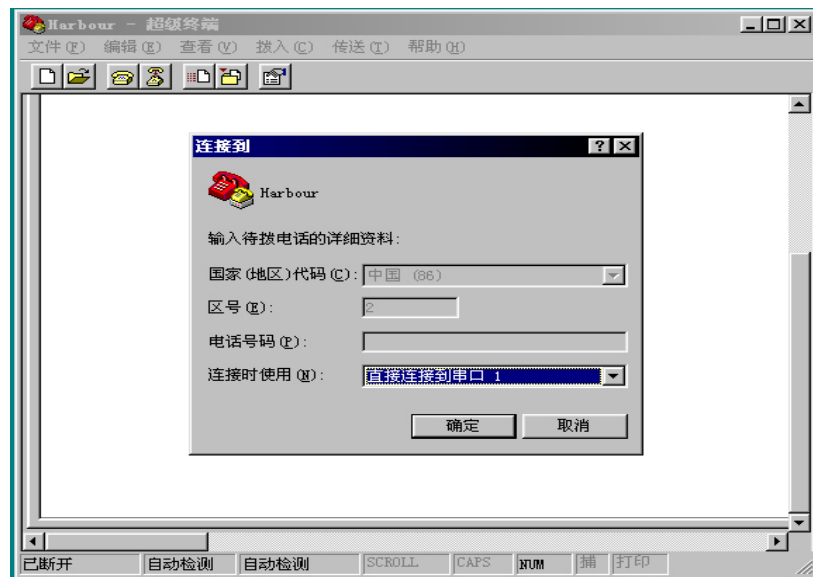 Harbour - 超级终端
文件(F) 编辑(E) 查看(V) 拨入(C) 传送(T) 帮助(H)
连接到
Harbour
输入待拨电话的详细资料:
国家(地区)代码(C): 中国 (86)
区号(E): 2
电话号码(P):
连接时使用(N): 直接连接到串口 1
确定 取消
已断开 自动检测 自动检测 SCROLL CAPS NUM 捕 打印